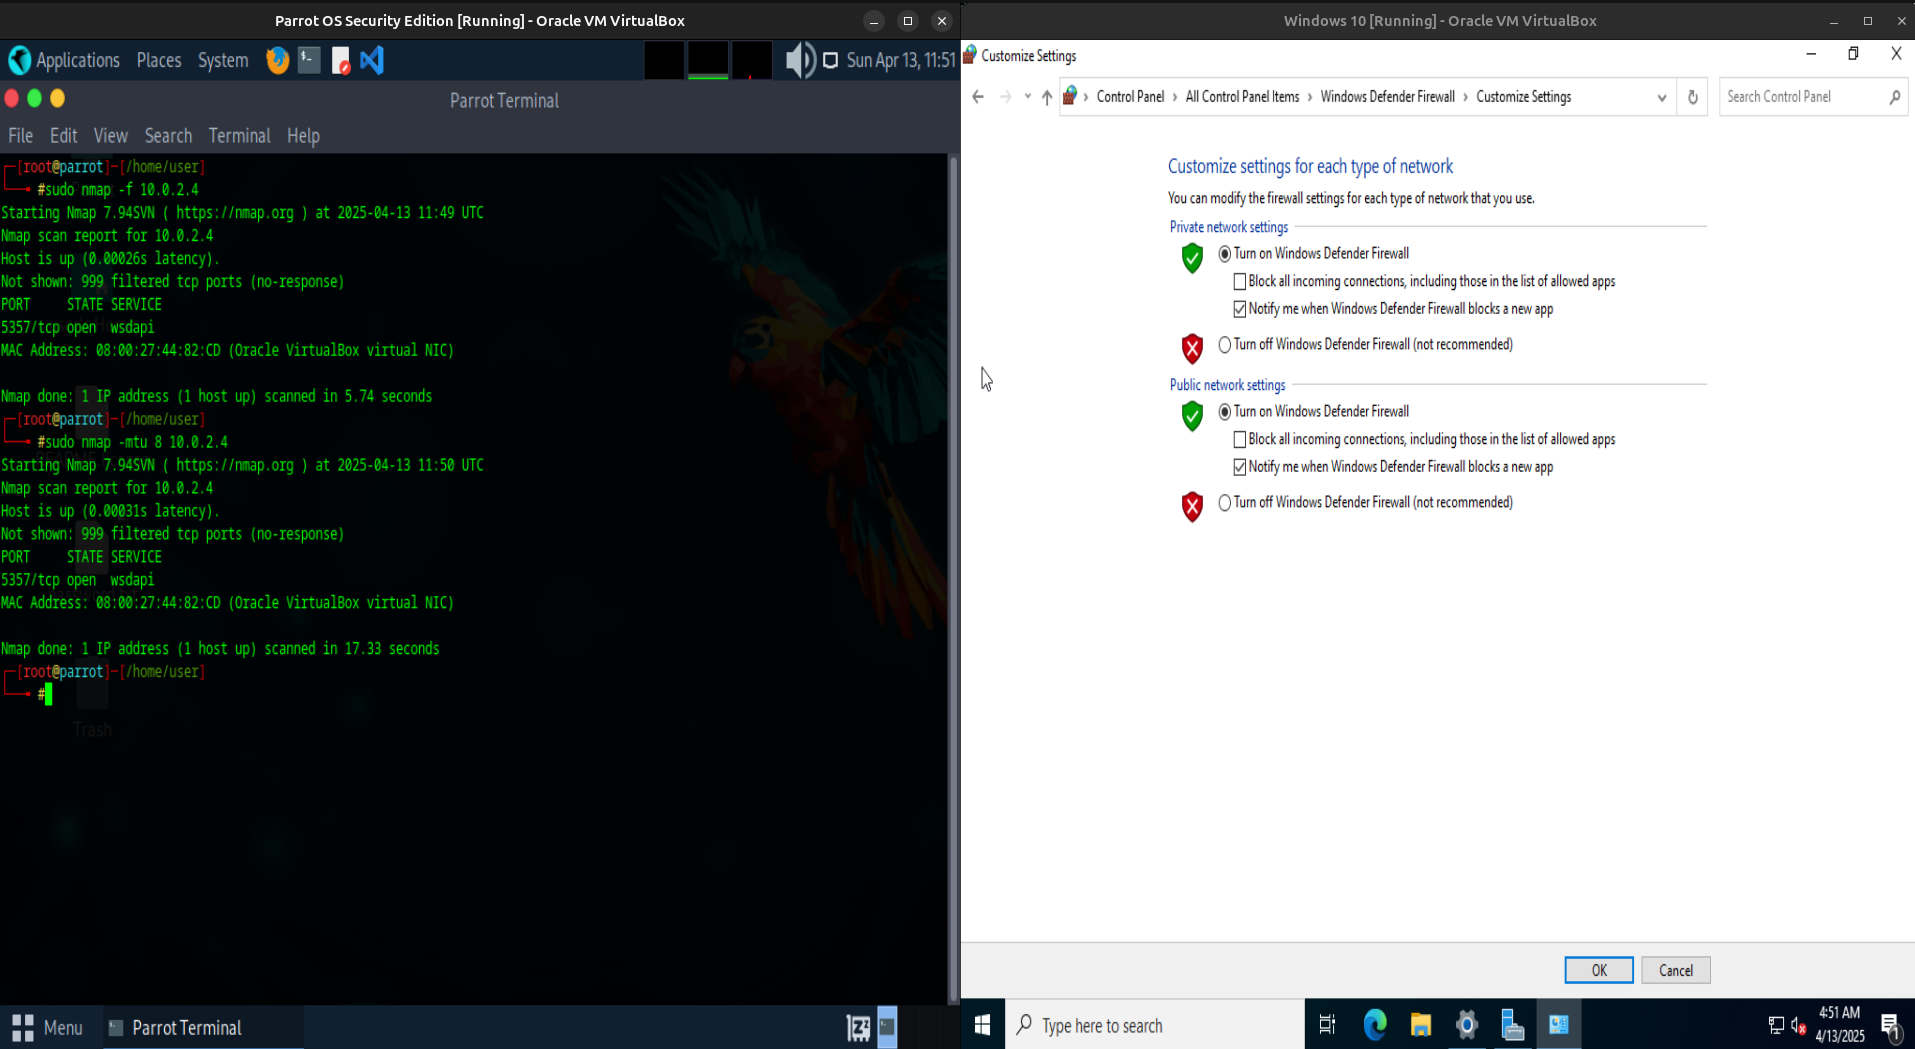 Parrot OS Security Edition [Running] - Oracle VM VirtualBox
Applications Places System Sun Apr 13, 11:51
Parrot Terminal
File Edit View Search Terminal Help
┌─[root@parrot]─[/home/user]
└──╼ #sudo nmap -f 10.0.2.4
Starting Nmap 7.94SVN ( https://nmap.org ) at 2025-04-13 11:49 UTC
Nmap scan report for 10.0.2.4
Host is up (0.00026s latency).
Not shown: 999 filtered tcp ports (no-response)
PORT     STATE SERVICE
5357/tcp open  wsdapi
MAC Address: 08:00:27:44:82:CD (Oracle VirtualBox virtual NIC)
Nmap done: 1 IP address (1 host up) scanned in 5.74 seconds
┌─[root@parrot]─[/home/user]
└──╼ #sudo nmap -mtu 8 10.0.2.4
Starting Nmap 7.94SVN ( https://nmap.org ) at 2025-04-13 11:50 UTC
Nmap scan report for 10.0.2.4
Host is up (0.00031s latency).
Not shown: 999 filtered tcp ports (no-response)
PORT     STATE SERVICE
5357/tcp open  wsdapi
MAC Address: 08:00:27:44:82:CD (Oracle VirtualBox virtual NIC)
Nmap done: 1 IP address (1 host up) scanned in 17.33 seconds
┌─[root@parrot]─[/home/user]
└──╼ #
Trash
Menu Parrot Terminal
Windows 10 [Running] - Oracle VM VirtualBox
Customize Settings
Control Panel › All Control Panel Items › Windows Defender Firewall › Customize Settings
Search Control Panel
Customize settings for each type of network
You can modify the firewall settings for each type of network that you use.
Private network settings
Turn on Windows Defender Firewall
Block all incoming connections, including those in the list of allowed apps
Notify me when Windows Defender Firewall blocks a new app
Turn off Windows Defender Firewall (not recommended)
Public network settings
Turn on Windows Defender Firewall
Block all incoming connections, including those in the list of allowed apps
Notify me when Windows Defender Firewall blocks a new app
Turn off Windows Defender Firewall (not recommended)
OK Cancel
Type here to search
4:51 AM
4/13/2025
1